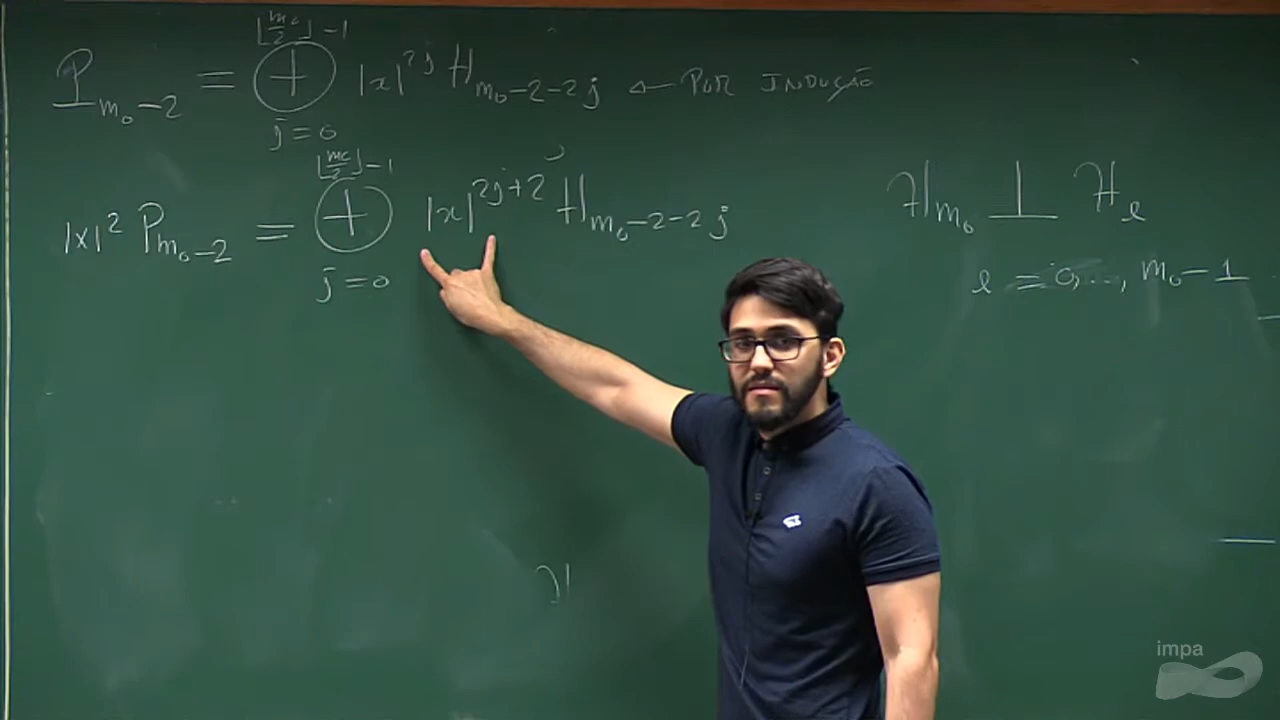 ⌊m₀/2⌋-1
P_{m₀-2} = ⊕ |x|^{2j} H_{m₀-2-2j} ← POR INDUÇÃO
j=0
⌊m₀/2⌋-1
|x|² P_{m₀-2} = ⊕ |x|^{2j+2} H_{m₀-2-2j}
j=0
H_{m₀} ⊥ H_ℓ
ℓ = 0,..., m₀-1
H
impa